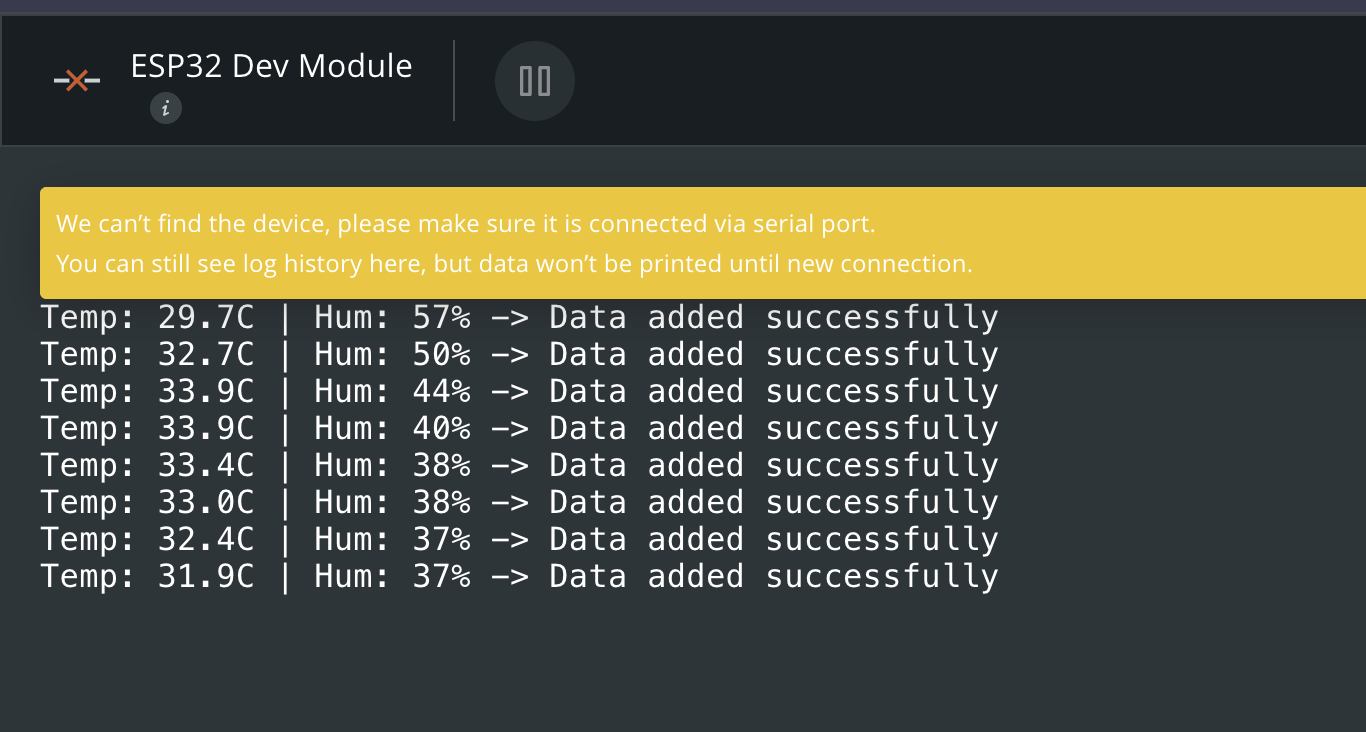 ESP32 Dev Module
i
We can’t find the device, please make sure it is connected via serial port.
You can still see log history here, but data won’t be printed until new connection.
Temp: 29.7C | Hum: 57% -> Data added successfully
Temp: 32.7C | Hum: 50% -> Data added successfully
Temp: 33.9C | Hum: 44% -> Data added successfully
Temp: 33.9C | Hum: 40% -> Data added successfully
Temp: 33.4C | Hum: 38% -> Data added successfully
Temp: 33.0C | Hum: 38% -> Data added successfully
Temp: 32.4C | Hum: 37% -> Data added successfully
Temp: 31.9C | Hum: 37% -> Data added successfully